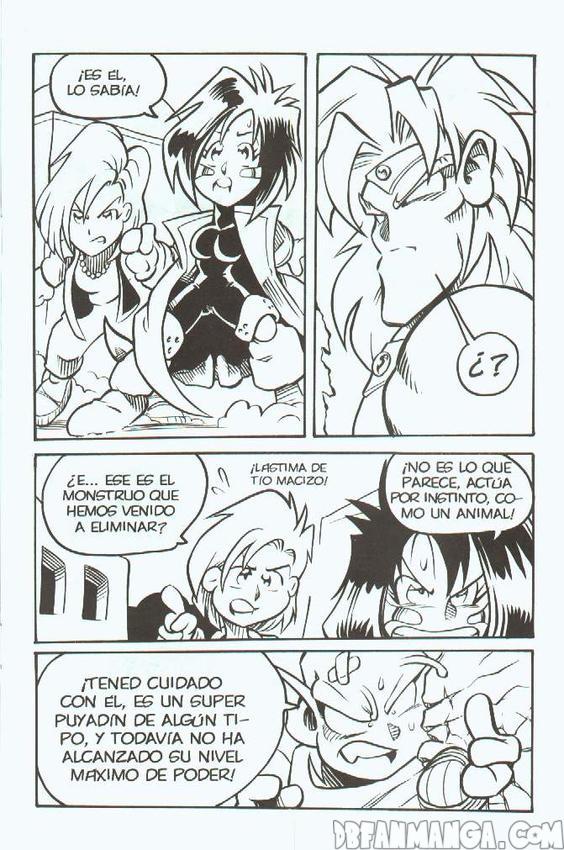 ¡ES EL,
LO SABÍA!
¿?
¿E... ESE ES EL
MONSTRUO QUE
HEMOS VENIDO
A ELIMINAR?
¡LASTIMA DE
TÍO MACIZO!
¡NO ES LO QUE
PARECE, ACTÚA
POR INSTINTO, CO-
MO UN ANIMAL!
¡TENED CUIDADO
CON EL, ES UN SUPER
PUYADÍN DE ALGÚN TI-
PO, Y TODAVÍA NO HA
ALCANZADO SU NIVEL
MAXIMO DE PODER!
DBFANMANGA.COM